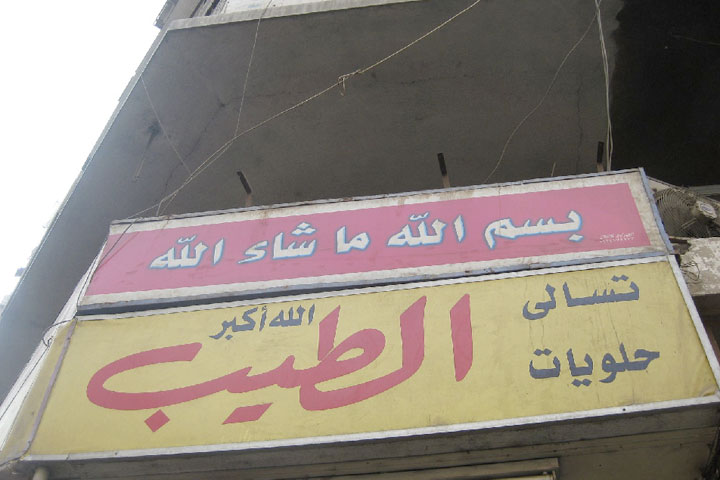 بسم الله ما شاء الله
الله أكبر
تسالى
حلويات
الطيب